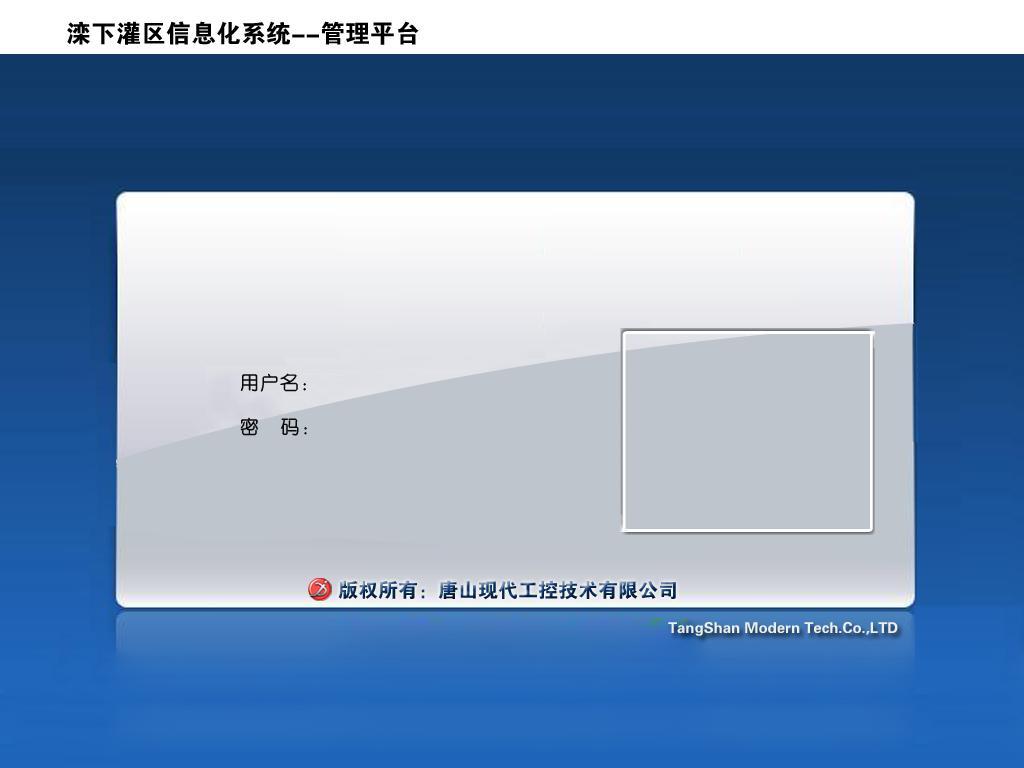 滦下灌区信息化系统--管理平台
用户名：
密 码：
版权所有：唐山现代工控技术有限公司
TangShan Modern Tech.Co.,LTD